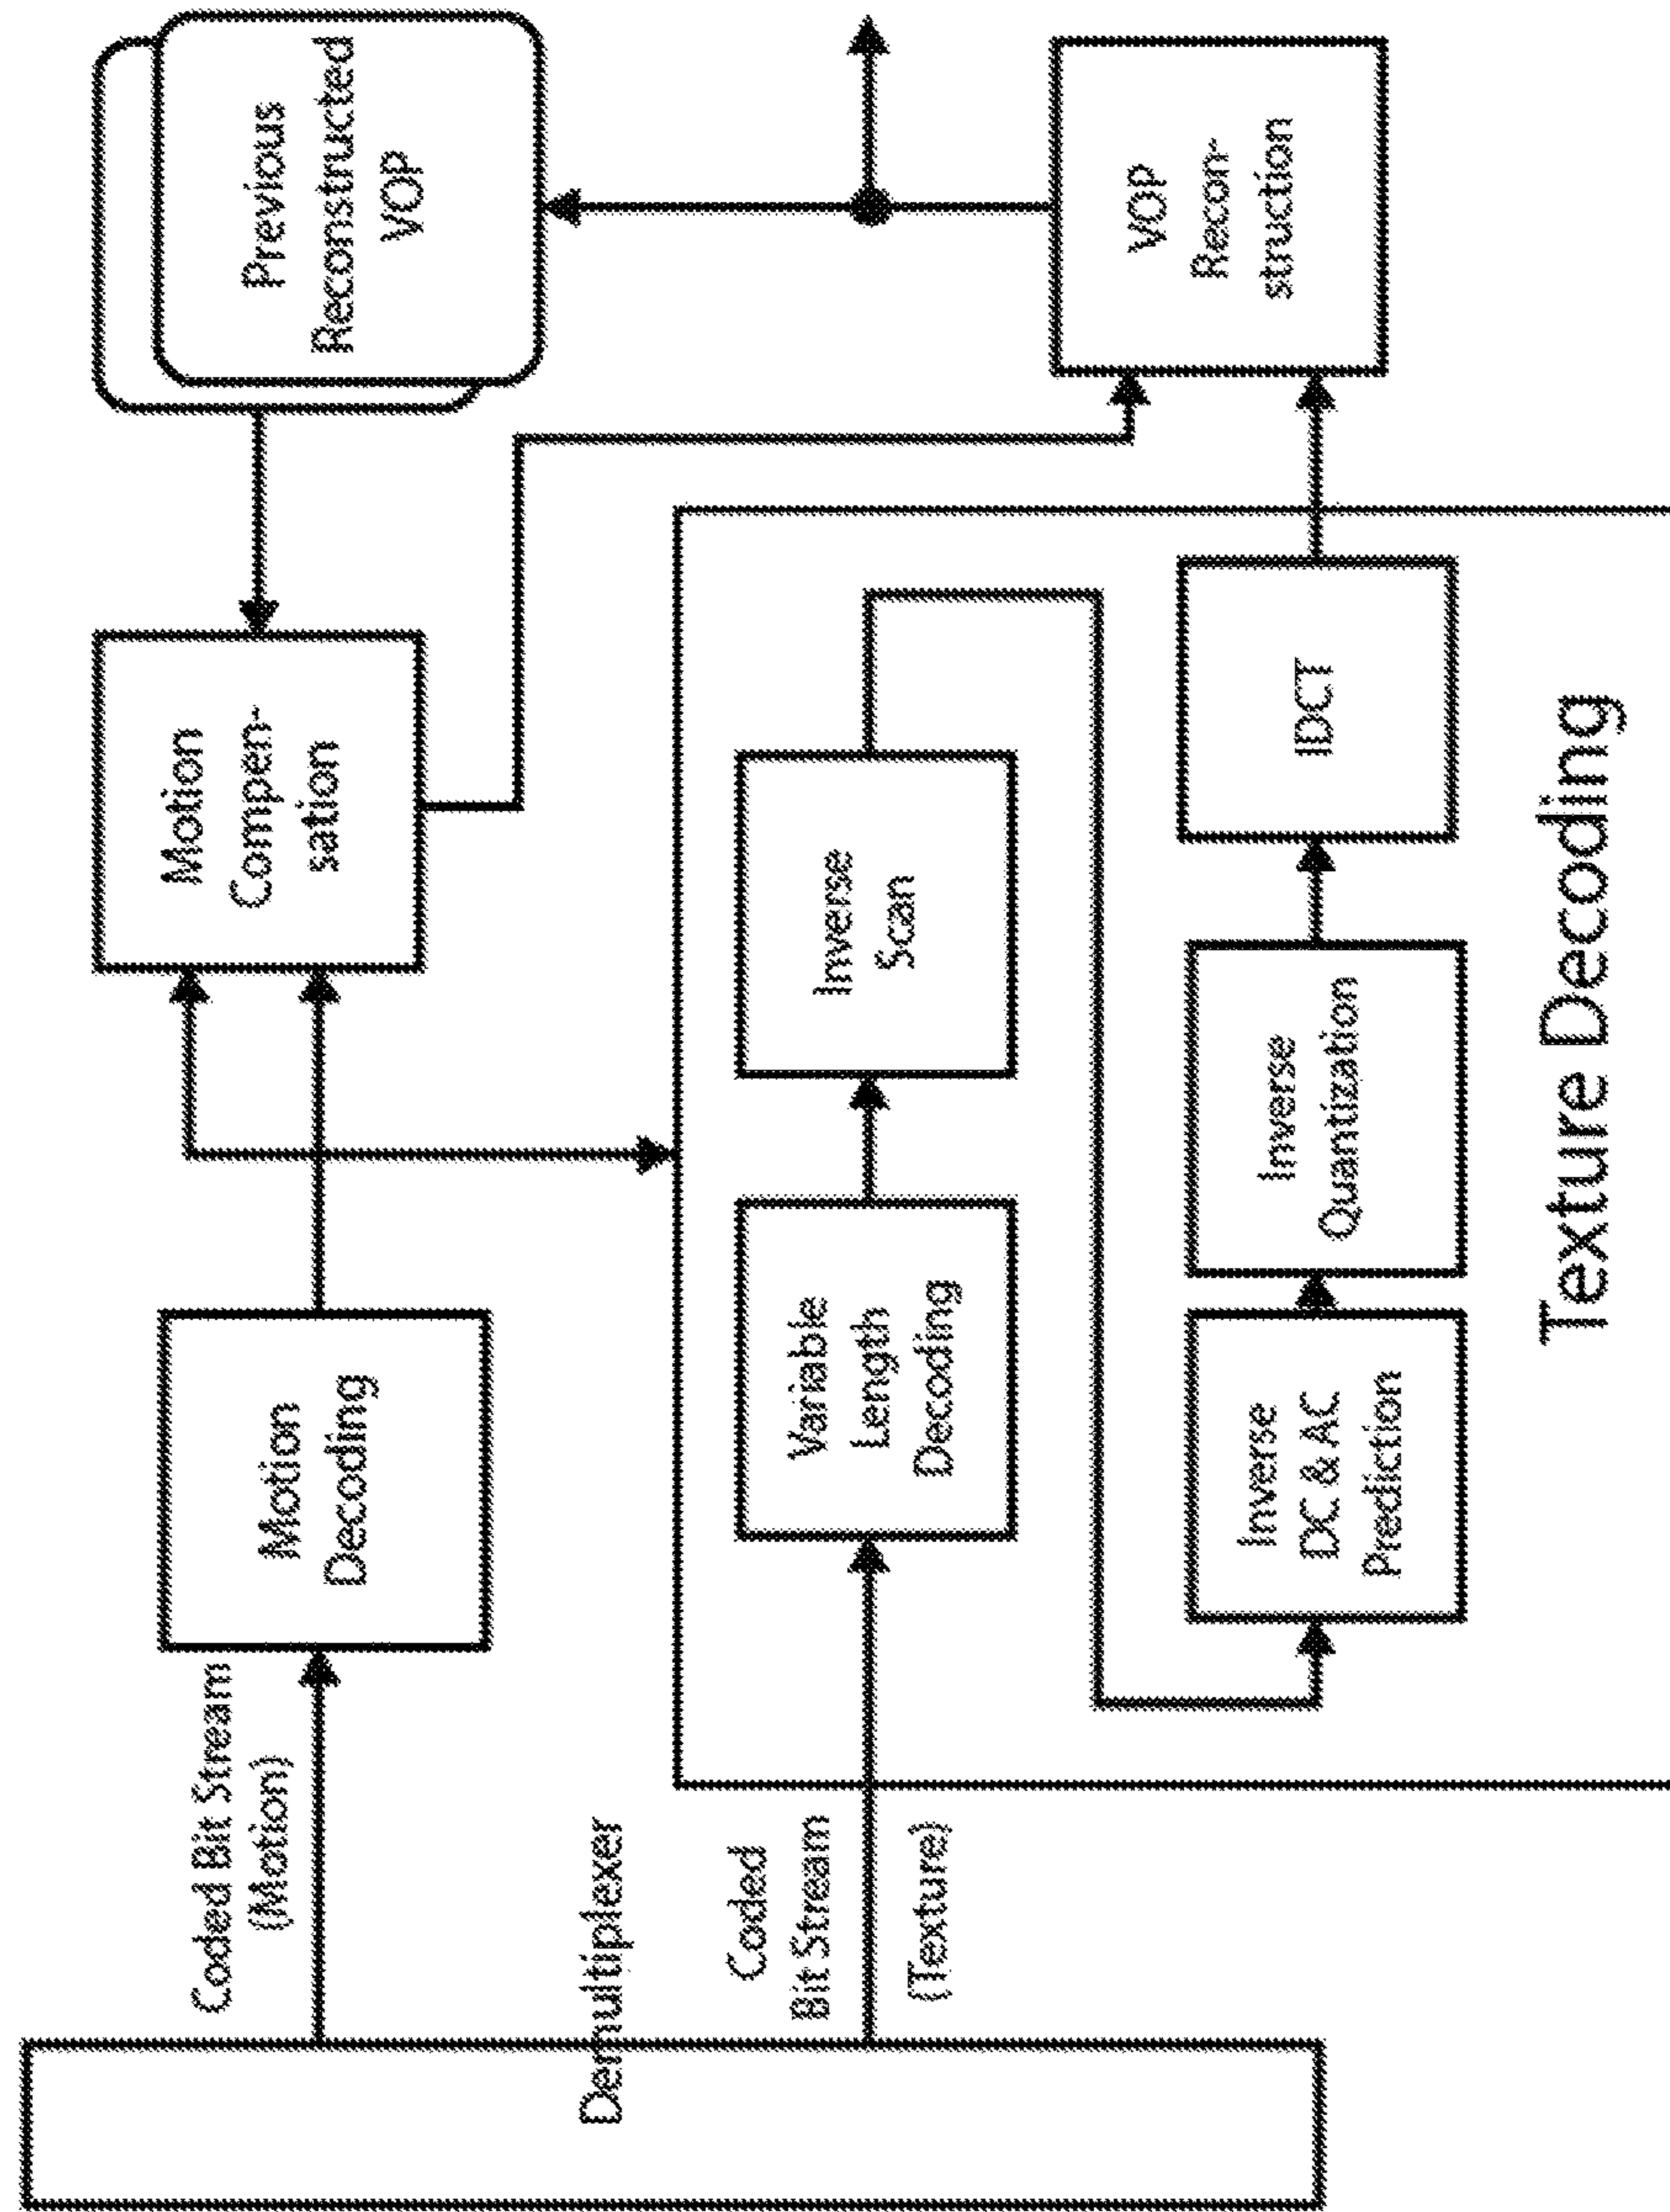 Demultiplexer
Coded Bit Stream
(Motion)
Motion
Decoding
Motion
Compen-
sation
Previous
Reconstructed
VOP
Coded
Bit Stream
(Texture)
Variable
Length
Decoding
Inverse
Scan
Inverse
DC & AC
Prediction
Inverse
Quantization
IDCT
VOP
Recon-
struction
Texture Decoding